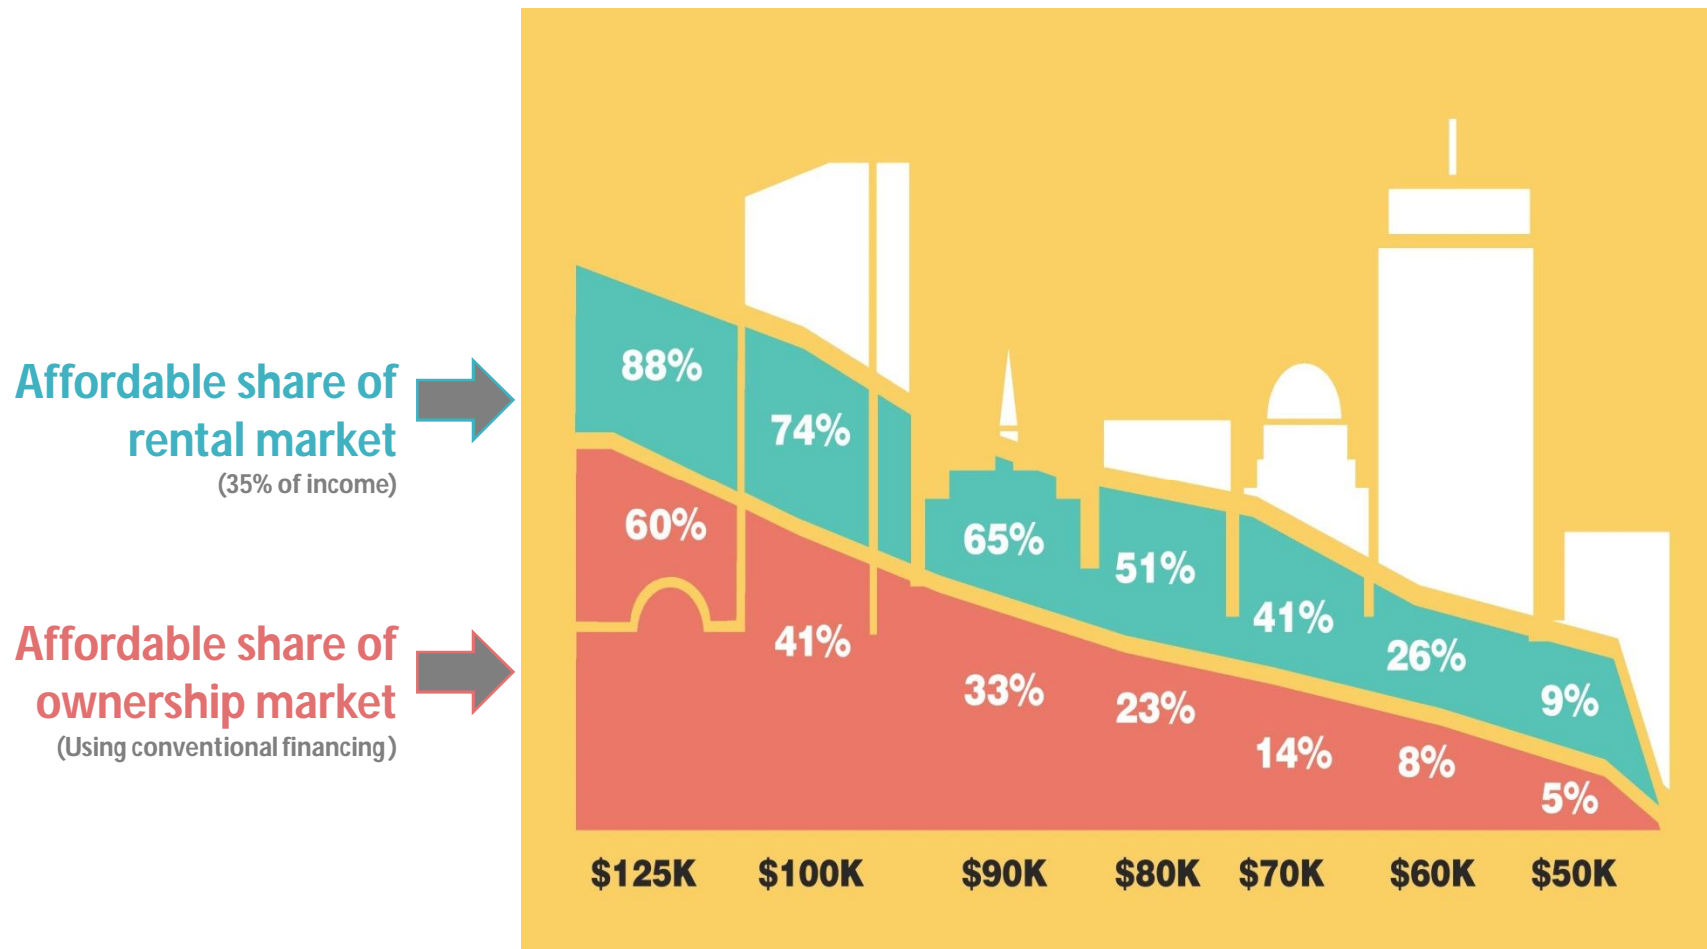 Affordable share of
rental market
(35% of income)
Affordable share of
ownership market
(Using conventional financing)
88%
74%
65%
51%
41%
26%
9%
60%
41%
33%
23%
14%
8%
5%
$125K
$100K
$90K
$80K
$70K
$60K
$50K